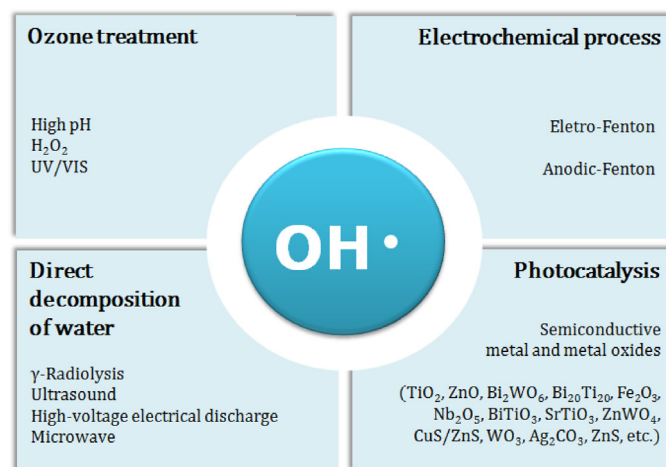 Ozone treatment
High pH
H₂O₂
UV/VIS
Electrochemical process
Eletro-Fenton
Anodic-Fenton
OH •
Direct
decomposition
of water
γ-Radiolysis
Ultrasound
High-voltage electrical discharge
Microwave
Photocatalysis
Semiconductive
metal and metal oxides
(TiO₂, ZnO, Bi₂WO₆, Bi₂₀Ti₂₀, Fe₂O₃,
Nb₂O₅, BiTiO₃, SrTiO₃, ZnWO₄,
CuS/ZnS, WO₃, Ag₂CO₃, ZnS, etc.)